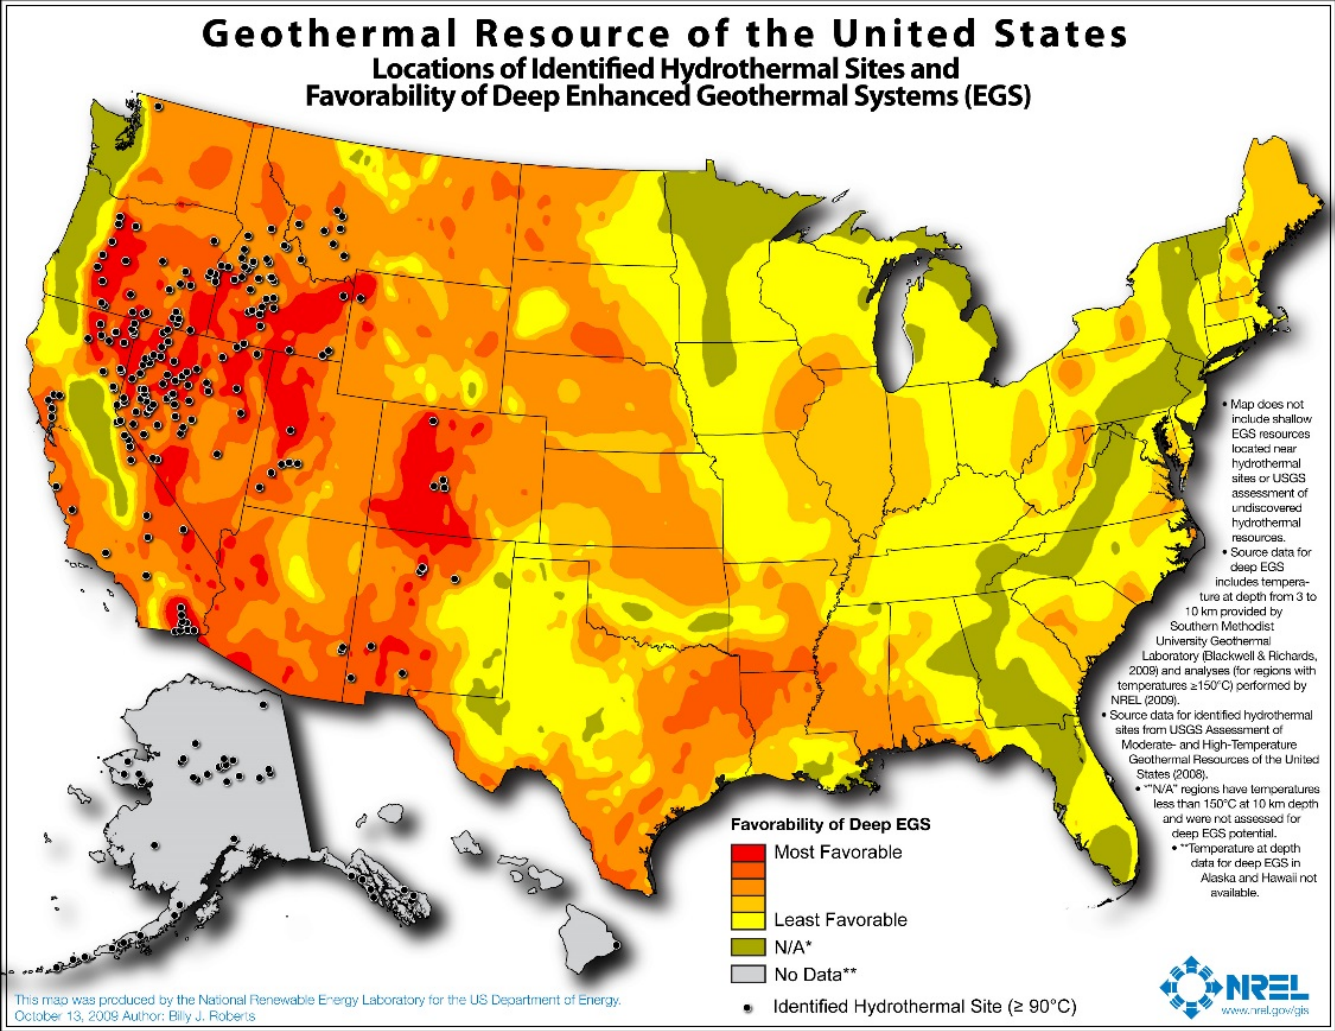 Geothermal Resource of the United States
Locations of Identified Hydrothermal Sites and
Favorability of Deep Enhanced Geothermal Systems (EGS)
• Map does not
include shallow
EGS resources
located near
hydrothermal
sites or USGS
assessment of
undiscovered
hydrothermal
resources.
• Source data for
deep EGS
includes tempera-
ture at depth from 3 to
10 km provided by
Southern Methodist
University Geothermal
Laboratory (Blackwell & Richards,
2009) and analyses (for regions with
temperatures ≥150°C) performed by
NREL (2009).
• Source data for identified hydrothermal
sites from USGS Assessment of
Moderate- and High-Temperature
Geothermal Resources of the United
States (2008).
• *"N/A" regions have temperatures
less than 150°C at 10 km depth
and were not assessed for
deep EGS potential.
• **Temperature at depth
data for deep EGS in
Alaska and Hawaii not
available.
Favorability of Deep EGS
Most Favorable
Least Favorable
N/A*
No Data**
Identified Hydrothermal Site (≥ 90°C)
This map was produced by the National Renewable Energy Laboratory for the US Department of Energy.
October 13, 2009 Author: Billy J. Roberts
NREL
www.nrel.gov/gis